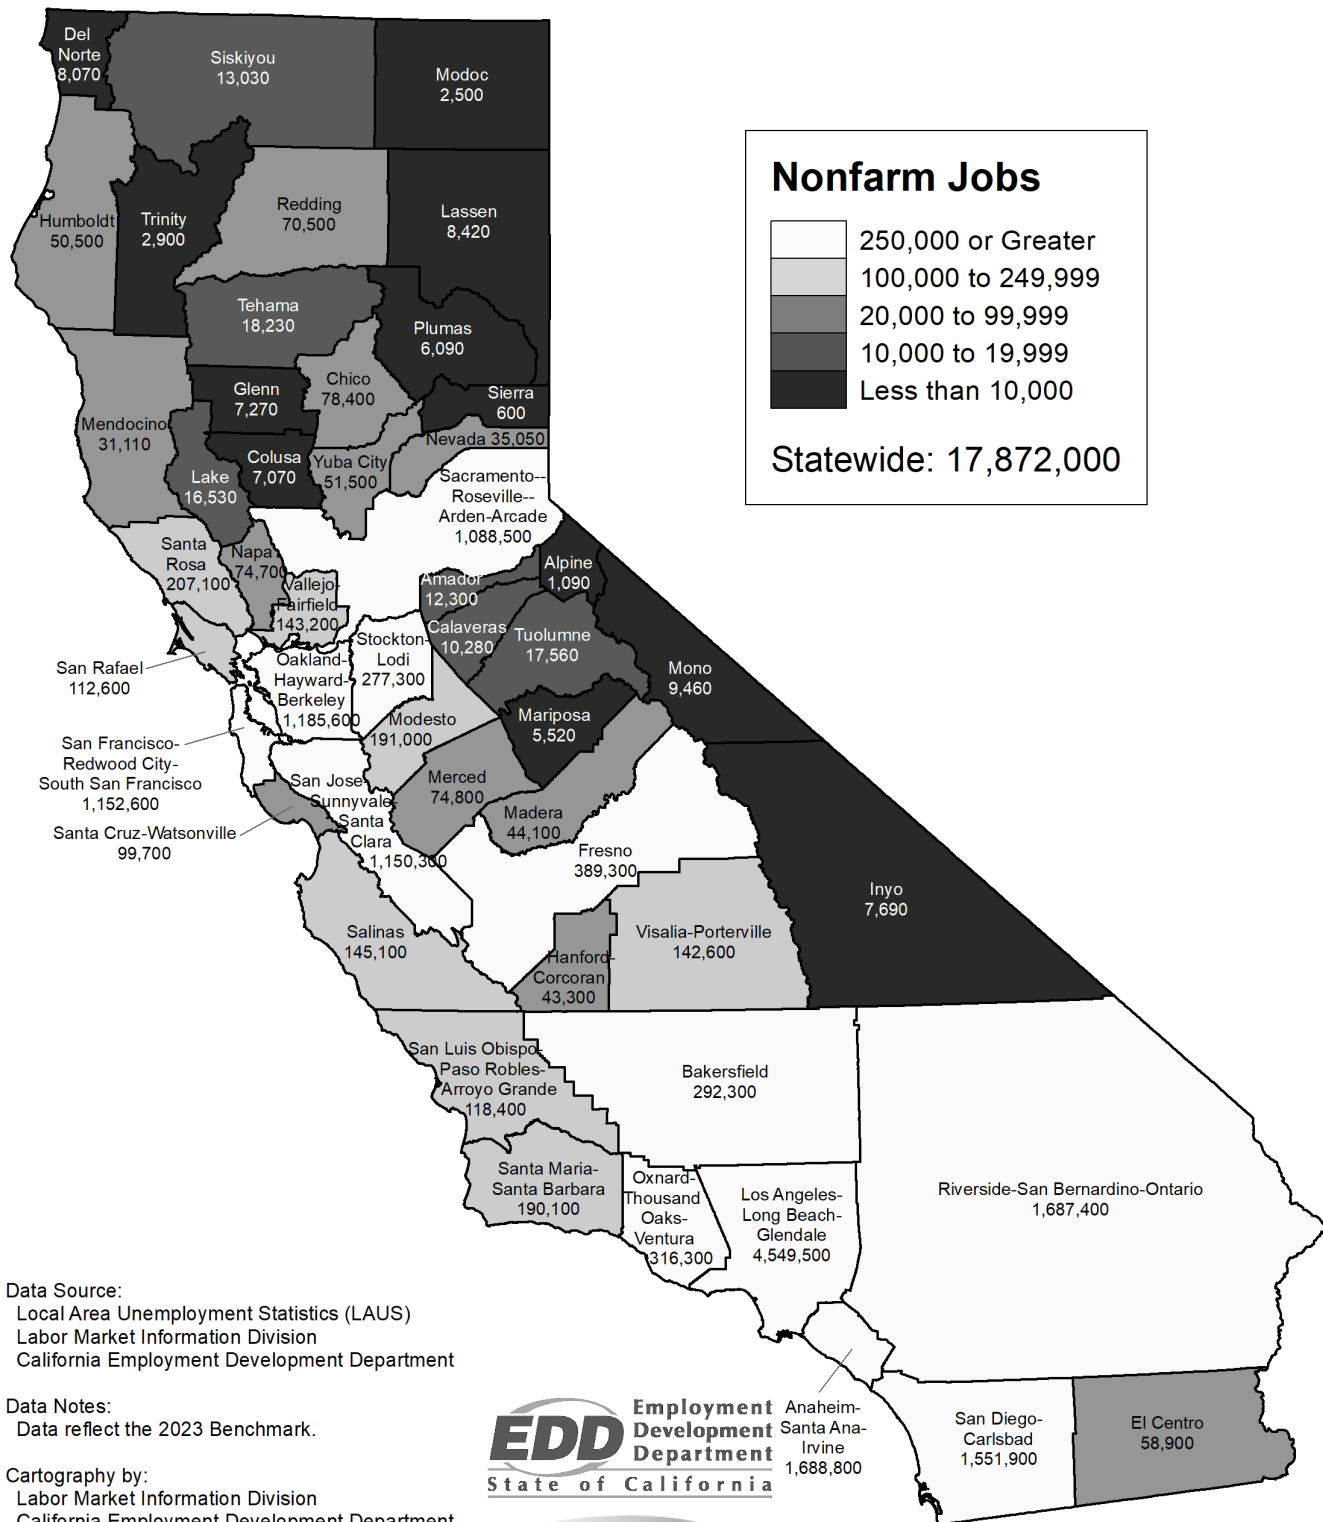 Del
Norte
8,070
Siskiyou
13,030
Modoc
2,500
Humboldt
50,500
Trinity
2,900
Redding
70,500
Lassen
8,420
Nonfarm Jobs
250,000 or Greater
100,000 to 249,999
20,000 to 99,999
10,000 to 19,999
Less than 10,000
Statewide: 17,872,000
Tehama
18,230
Plumas
6,090
Mendocino
31,110
Glenn
7,270
Chico
78,400
Sierra
600
Nevada 35,050
Lake
16,530
Colusa
7,070
Yuba City
51,500
Sacramento--
Roseville--
Arden-Arcade
1,088,500
Santa
Rosa
207,100
Napa
74,700
Vallejo-
Fairfield
143,200
Amador
12,300
Alpine
1,090
Calaveras
10,280
Tuolumne
17,560
Mono
9,460
San Rafael
112,600
Oakland-
Hayward-
Berkeley
1,185,600
Stockton-
Lodi
277,300
Modesto
191,000
Mariposa
5,520
San Francisco-
Redwood City-
South San Francisco
1,152,600
San Jose-
Sunnyvale-
Santa
Clara
1,150,300
Merced
74,800
Madera
44,100
Santa Cruz-Watsonville
99,700
Fresno
389,300
Inyo
7,690
Salinas
145,100
Hanford-
Corcoran
43,300
Visalia-Porterville
142,600
San Luis Obispo-
Paso Robles-
Arroyo Grande
118,400
Bakersfield
292,300
Santa Maria-
Santa Barbara
190,100
Oxnard-
Thousand
Oaks-
Ventura
316,300
Los Angeles-
Long Beach-
Glendale
4,549,500
Riverside-San Bernardino-Ontario
1,687,400
Anaheim-
Santa Ana-
Irvine
1,688,800
San Diego-
Carlsbad
1,551,900
El Centro
58,900
Data Source:
Local Area Unemployment Statistics (LAUS)
Labor Market Information Division
California Employment Development Department
Data Notes:
Data reflect the 2023 Benchmark.
Cartography by:
Labor Market Information Division
California Employment Development Department
EDD
Employment
Development
Department
State of California